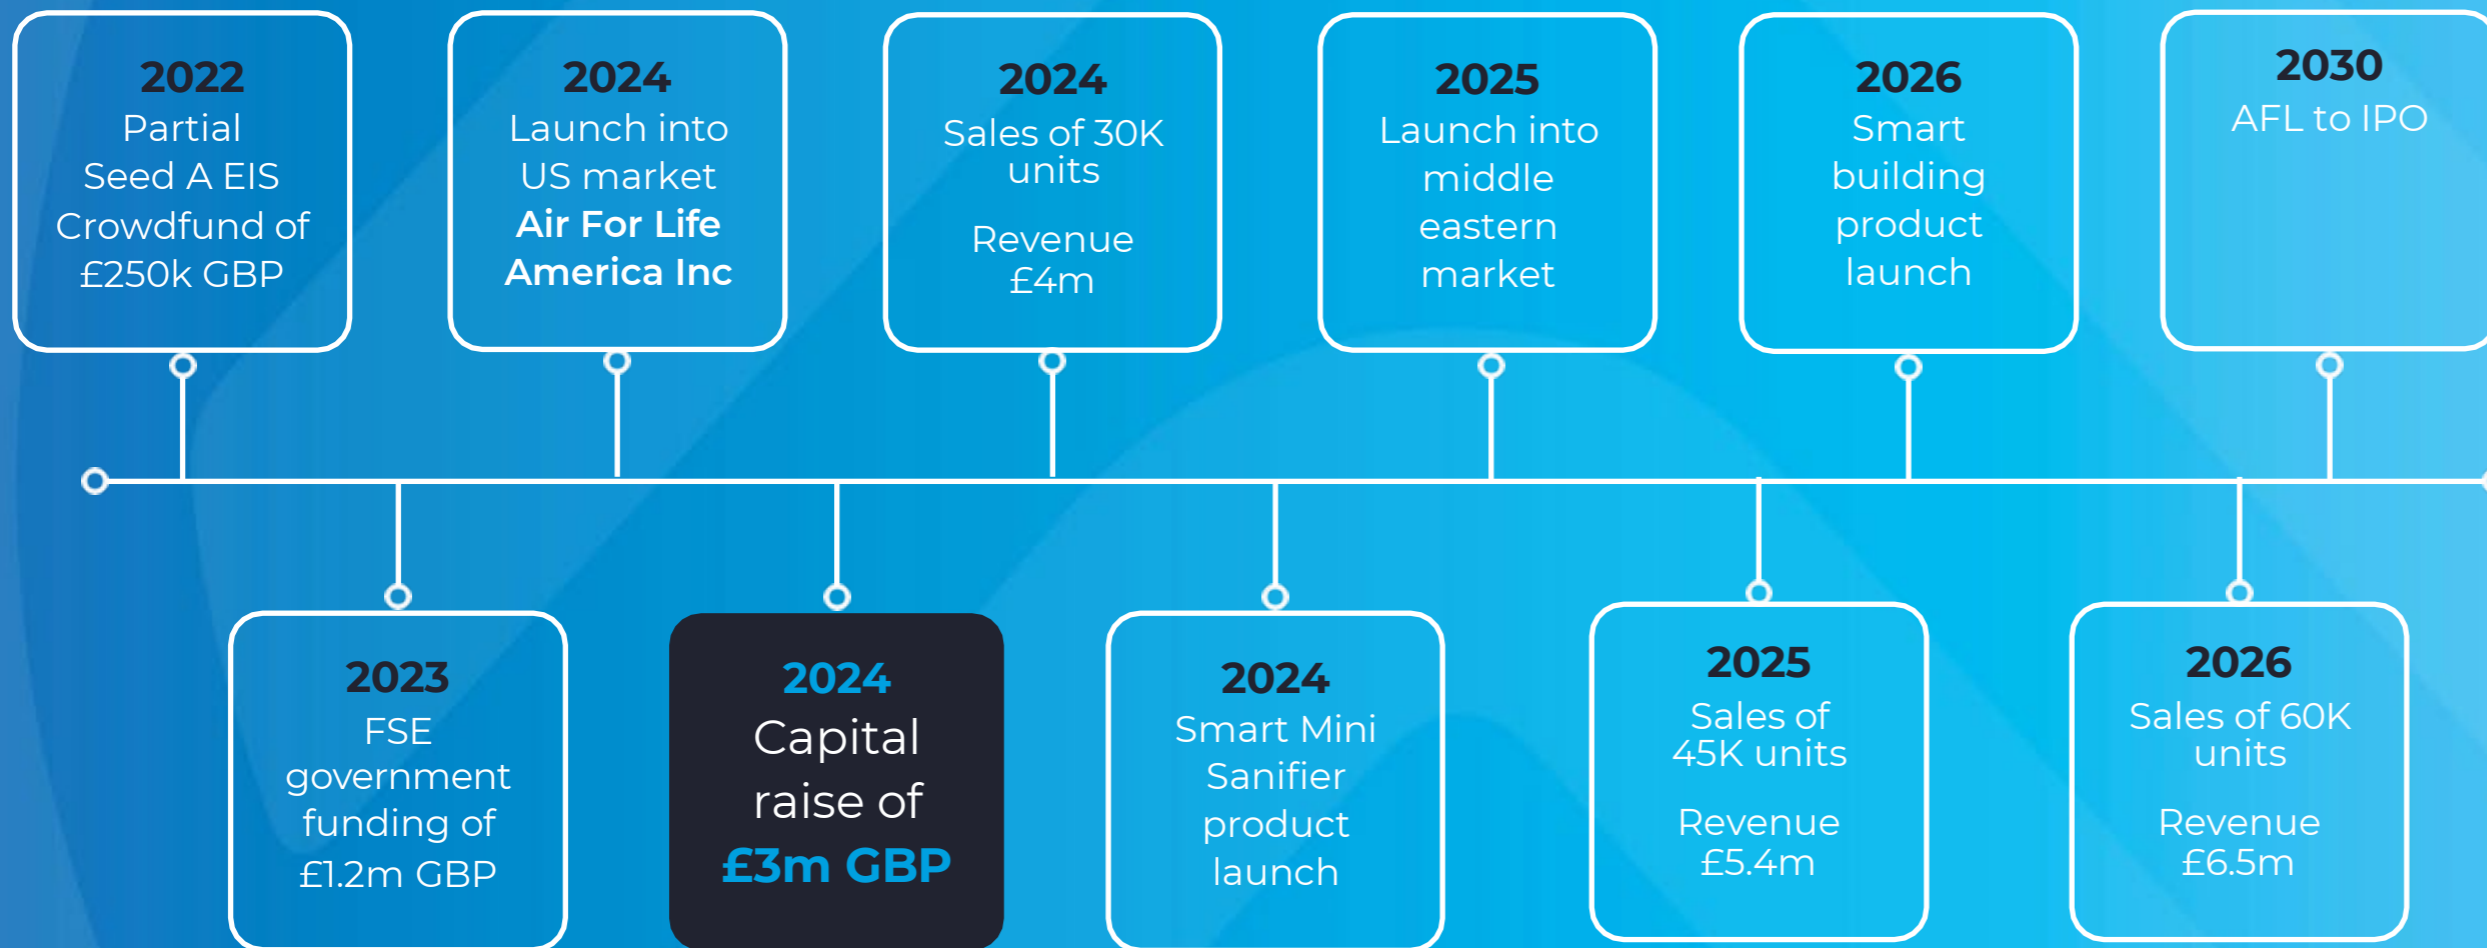 2022
Partial
Seed A EIS
Crowdfund of
£250k GBP
2024
Launch into
US market
Air For Life
America Inc
2024
Sales of 30K
units
Revenue
£4m
2025
Launch into
middle
eastern
market
2026
Smart
building
product
launch
2030
AFL to IPO
2023
FSE
government
funding of
£1.2m GBP
2024
Capital
raise of
£3m GBP
2024
Smart Mini
Sanifier
product
launch
2025
Sales of
45K units
Revenue
£5.4m
2026
Sales of 60K
units
Revenue
£6.5m